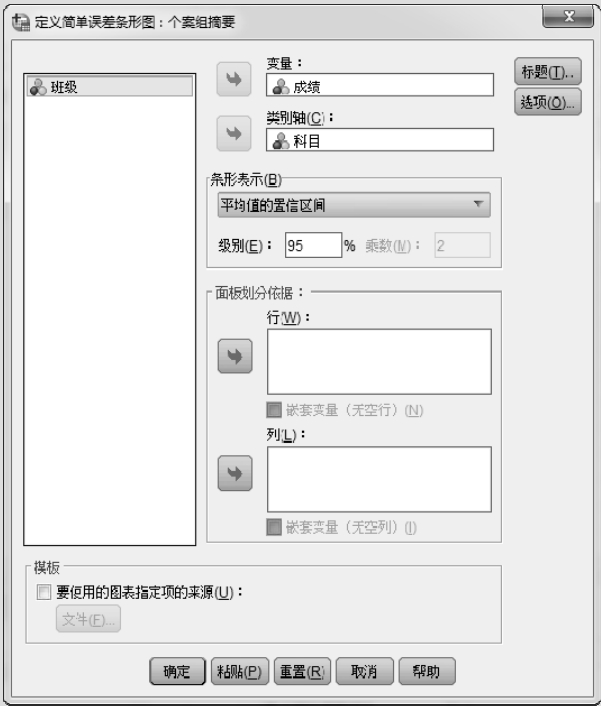 定义简单误差条形图：个案组摘要
班级
变量：
成绩
类别轴(C)：
科目
标题(T)..
选项(O)...
条形表示(B)
平均值的置信区间
级别(E)： 95 % 乘数(M)： 2
面板划分依据：
行(W)：
嵌套变量（无空行）(N)
列(L)：
嵌套变量（无空列）(I)
模板
要使用的图表指定项的来源(U)：
文件(F)...
确定 粘贴(P) 重置(R) 取消 帮助